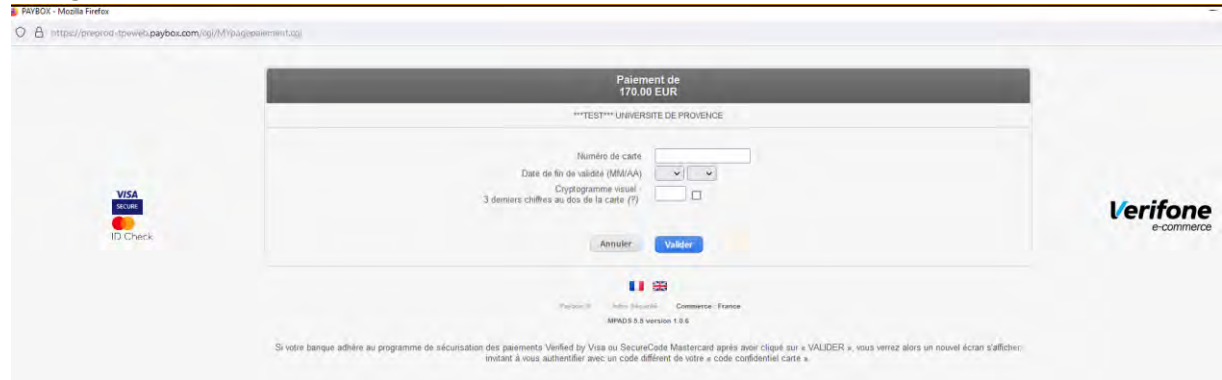 PAYBOX - Mozilla Firefox
https://preprod-tpeweb.paybox.com/cgi/MYpagepaiement.cgi
Paiement de
170.00 EUR
***TEST*** UNIVERSITE DE PROVENCE
Numéro de carte
Date de fin de validité (MM/AA)
Cryptogramme visuel :
3 derniers chiffres au dos de la carte (?)
VISA
SECURE
ID Check
Verifone
e-commerce
Annuler Valider
Commerce : France
MPADS 5.5 version 1.0.6
Si votre banque adhère au programme de sécurisation des paiements Verified by Visa ou SecureCode Mastercard après avoir cliqué sur « VALIDER », vous verrez alors un nouvel écran s'afficher,
invitant à vous authentifier avec un code différent de votre « code confidentiel carte ».